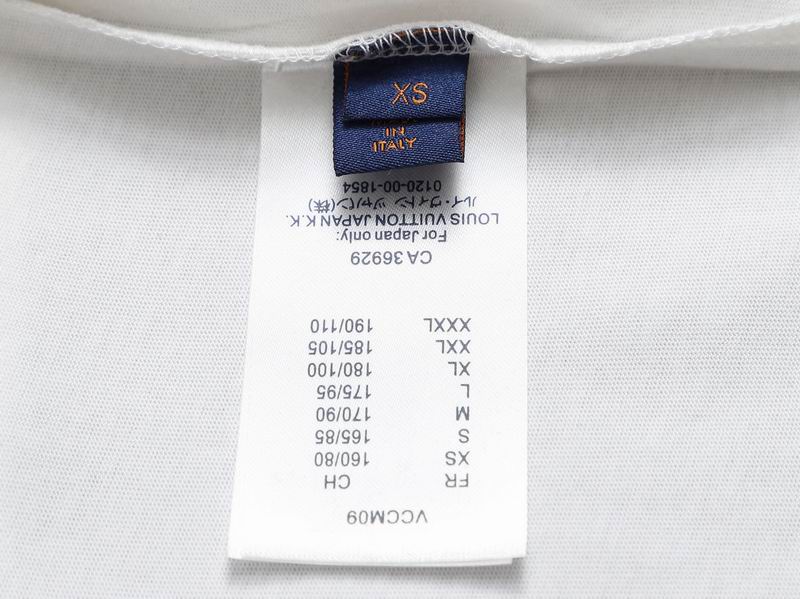 XS
IN
ITALY
VCCM09
FR CH
XS 160/80
S 165/85
M 170/90
L 175/95
XL 180/100
XXL 185/105
XXXL 190/110
CA 36929
For Japan only:
LOUIS VUITTON JAPAN K.K.
ルイ・ヴィトン ジャパン(株)
0120-00-1854